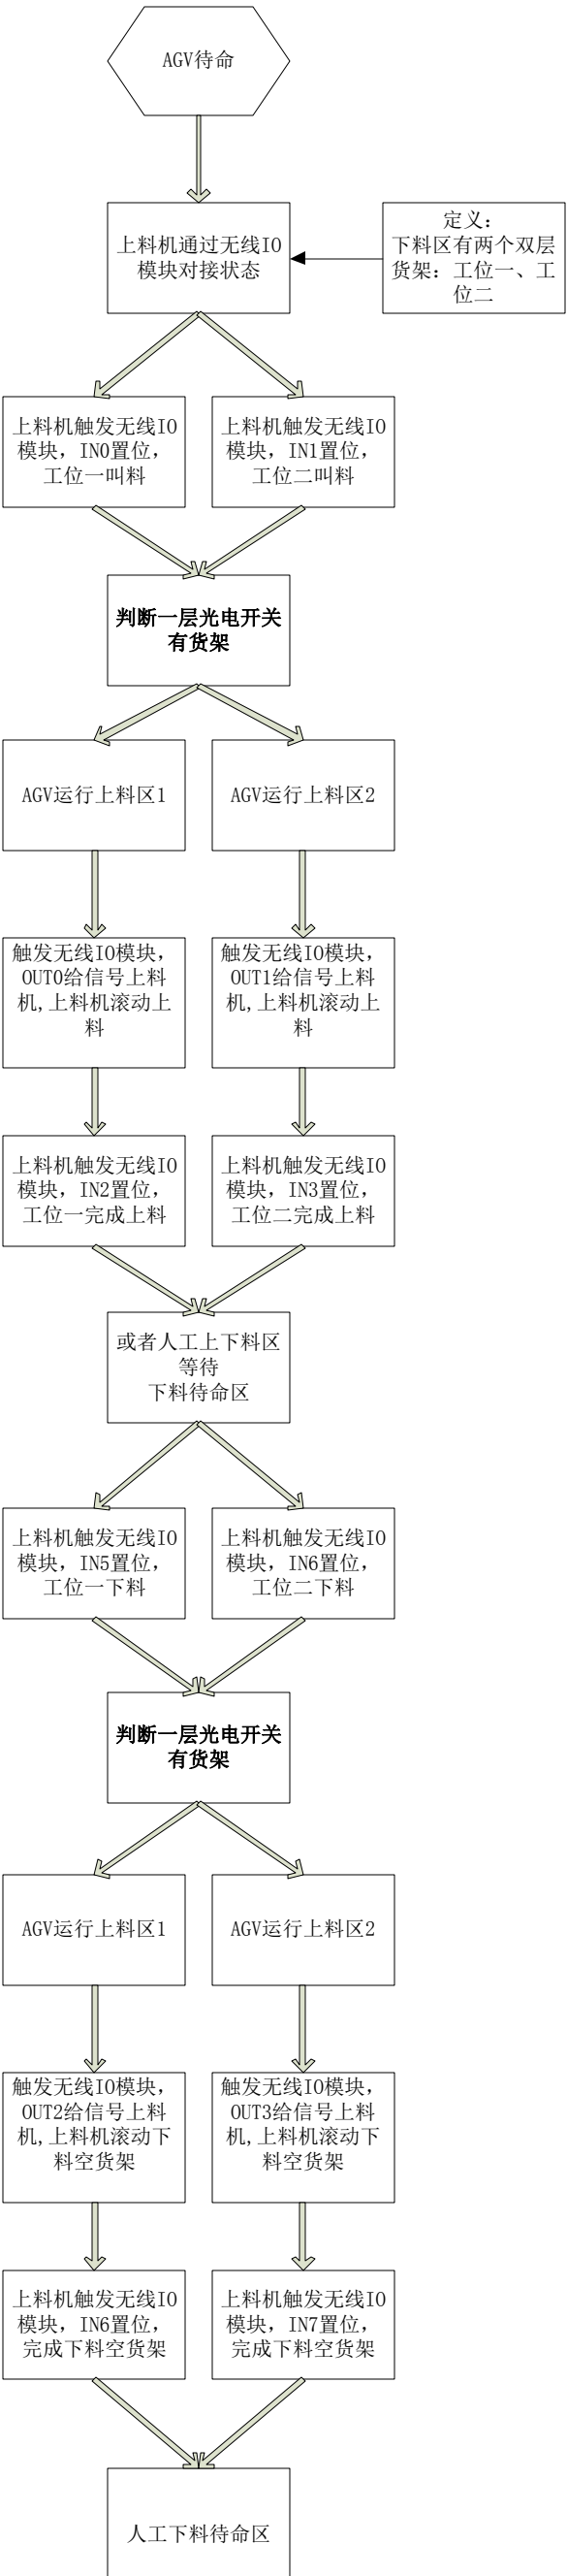 AGV待命
上料机通过无线IO
模块对接状态
定义：
下料区有两个双层
货架：工位一、工
位二
上料机触发无线IO
模块，IN0置位，
工位一叫料
上料机触发无线IO
模块，IN1置位，
工位二叫料
判断一层光电开关
有货架
AGV运行上料区1
AGV运行上料区2
触发无线IO模块，
OUT0给信号上料
机,上料机滚动上
料
触发无线IO模块，
OUT1给信号上料
机,上料机滚动上
料
上料机触发无线IO
模块，IN2置位，
工位一完成上料
上料机触发无线IO
模块，IN3置位，
工位二完成上料
或者人工上下料区
等待
下料待命区
上料机触发无线IO
模块，IN5置位，
工位一下料
上料机触发无线IO
模块，IN6置位，
工位二下料
判断一层光电开关
有货架
AGV运行上料区1
AGV运行上料区2
触发无线IO模块，
OUT2给信号上料
机,上料机滚动下
料空货架
触发无线IO模块，
OUT3给信号上料
机,上料机滚动下
料空货架
上料机触发无线IO
模块，IN6置位，
完成下料空货架
上料机触发无线IO
模块，IN7置位，
完成下料空货架
人工下料待命区